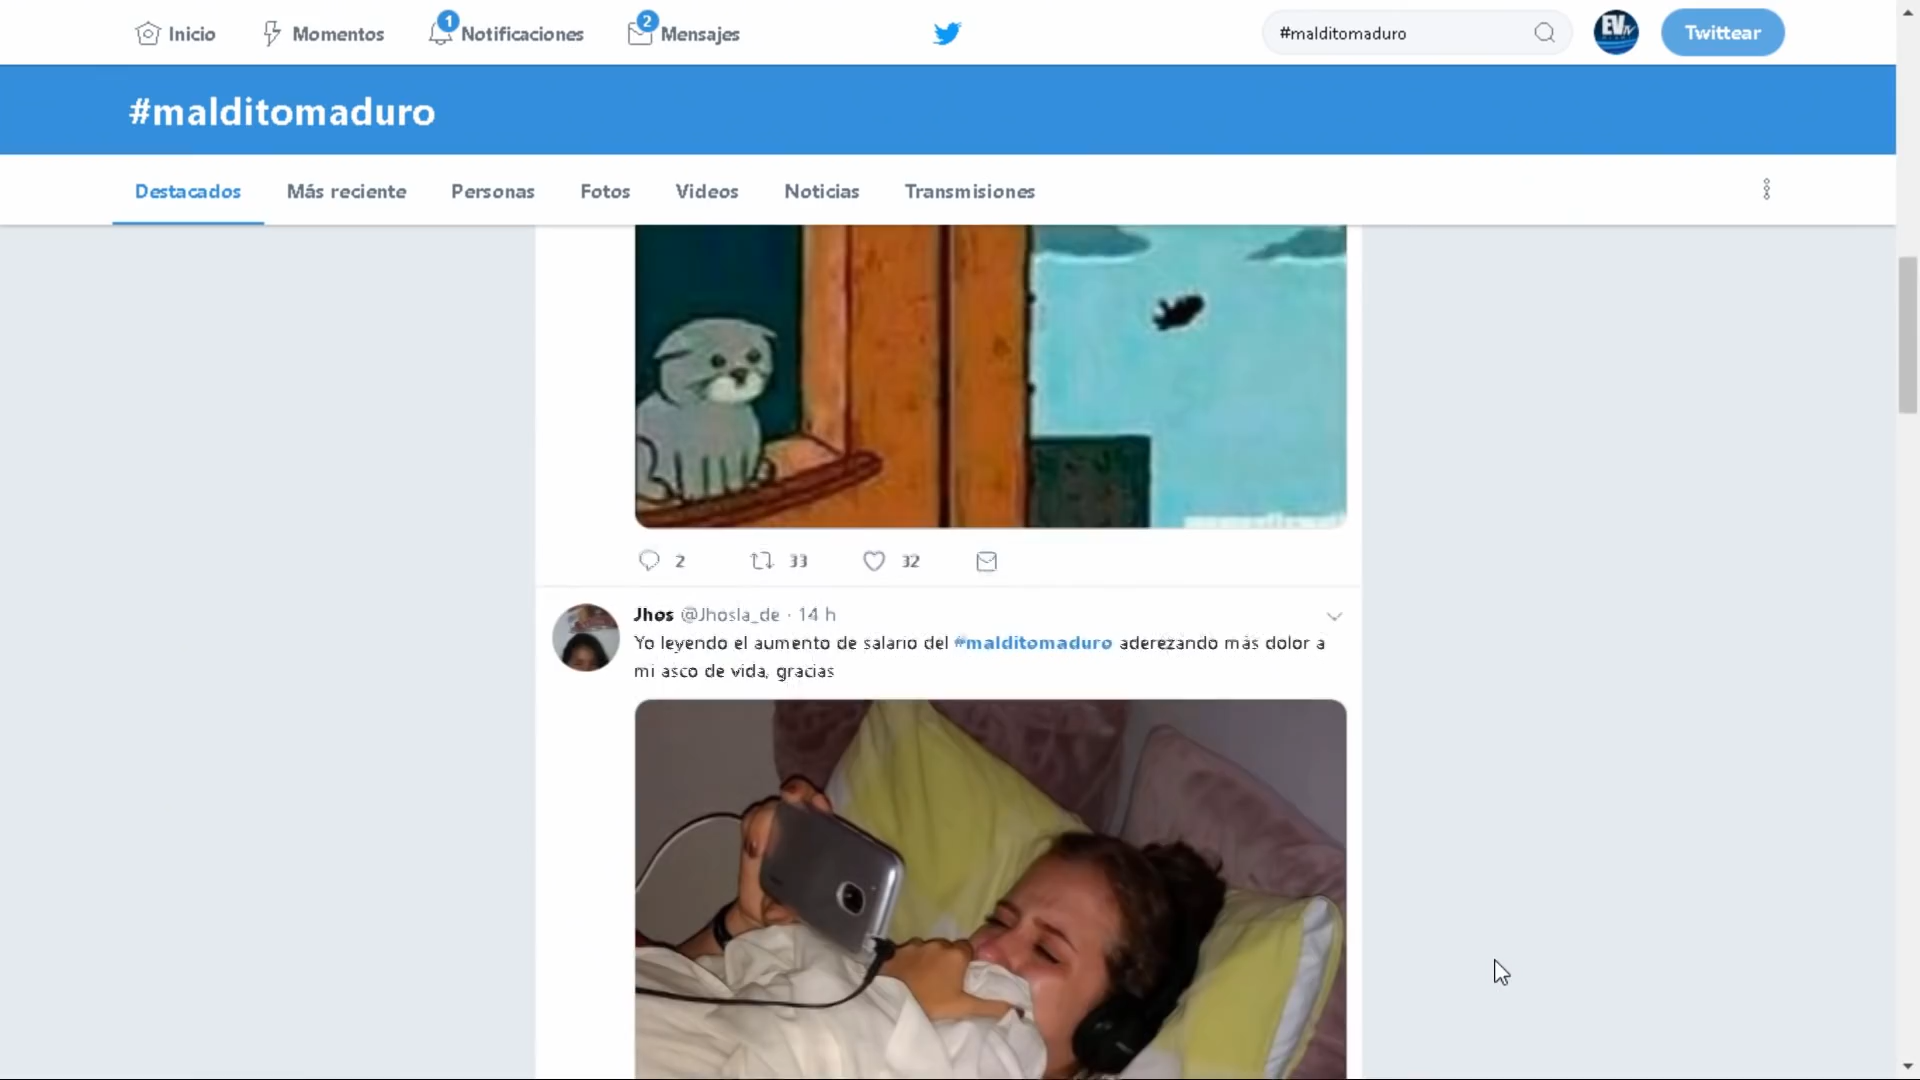 Inicio
Momentos
1
Notificaciones
2
Mensajes
#malditomaduro
EV
Twittear
#malditomaduro
Destacados
Más reciente
Personas
Fotos
Videos
Noticias
Transmisiones
2
33
32
Jhos @Jhosla_de · 14 h
Yo leyendo el aumento de salario del #malditomaduro aderezando más dolor a
mi asco de vida, gracias